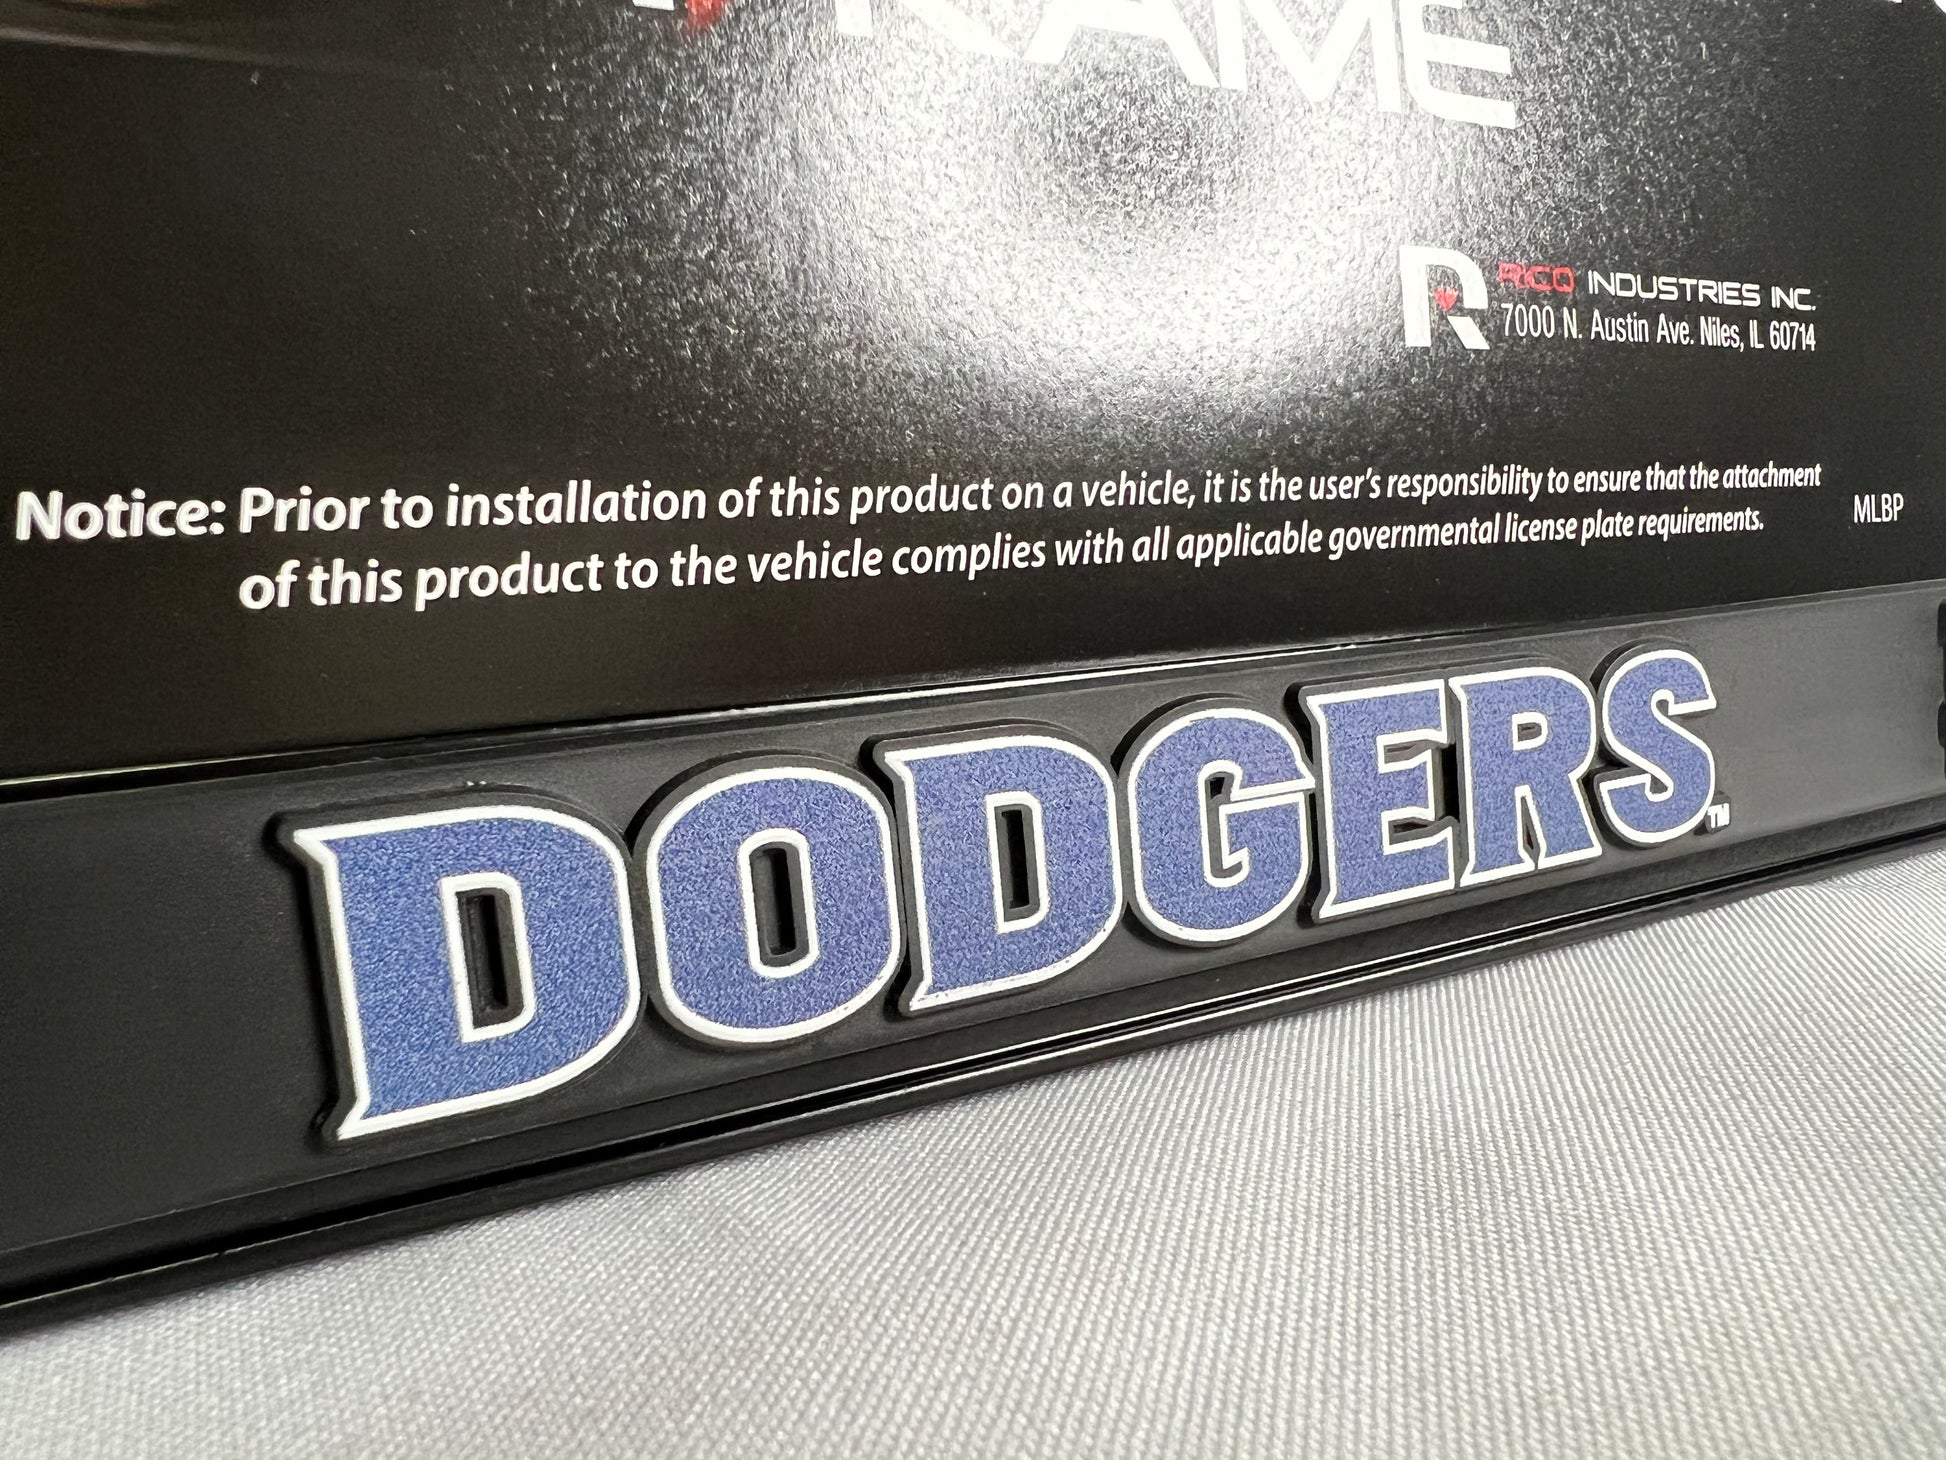 RAME
RICO INDUSTRIES INC.
7000 N. Austin Ave. Niles, IL 60714
Notice: Prior to installation of this product on a vehicle, it is the user's responsibility to ensure that the attachment
of this product to the vehicle complies with all applicable governmental license plate requirements.
MLBP
DODGERS™